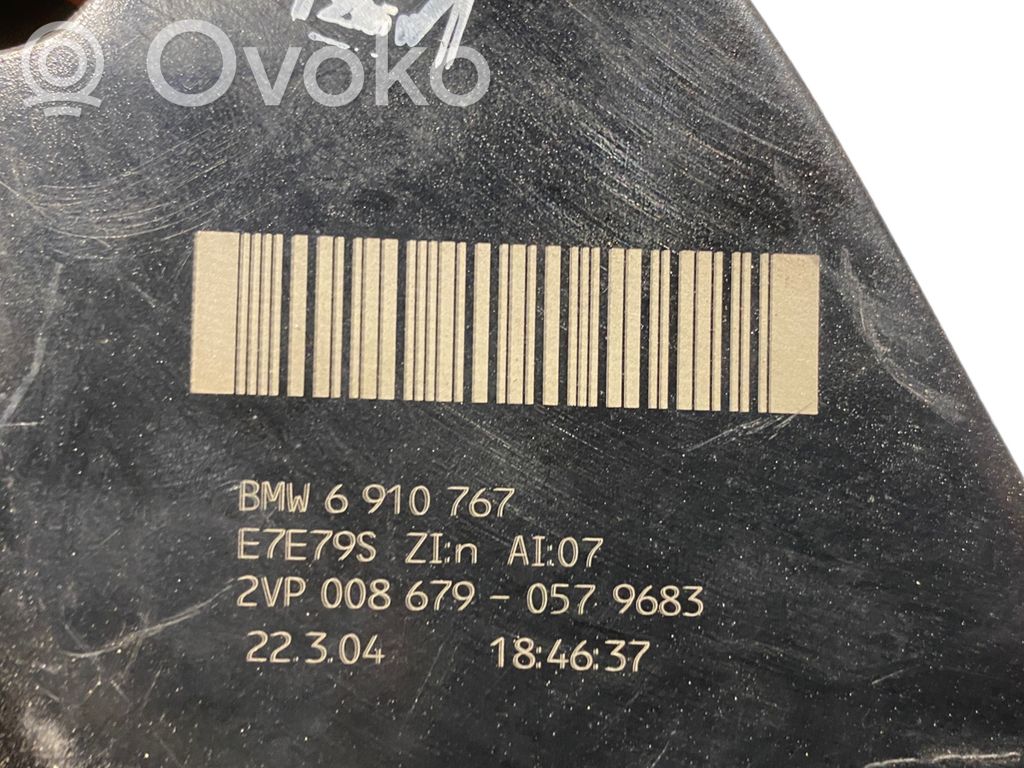 Ovoko
BMW 6 910 767
E7E79S ZI:n AI:07
2VP 008 679 - 057 9683
22.3.04 18:46:37